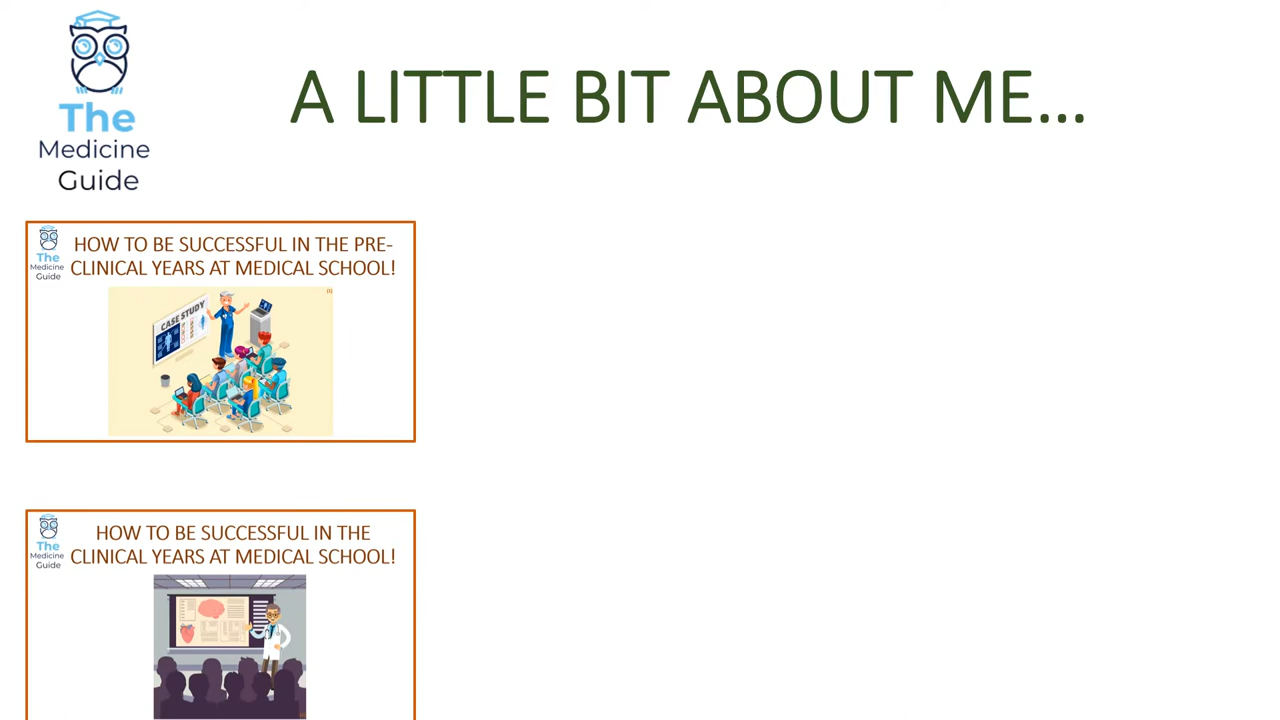 The
Medicine
Guide
A LITTLE BIT ABOUT ME...
The
Medicine
Guide
HOW TO BE SUCCESSFUL IN THE PRE-
CLINICAL YEARS AT MEDICAL SCHOOL!
(1)
CASE STUDY
The
Medicine
Guide
HOW TO BE SUCCESSFUL IN THE
CLINICAL YEARS AT MEDICAL SCHOOL!